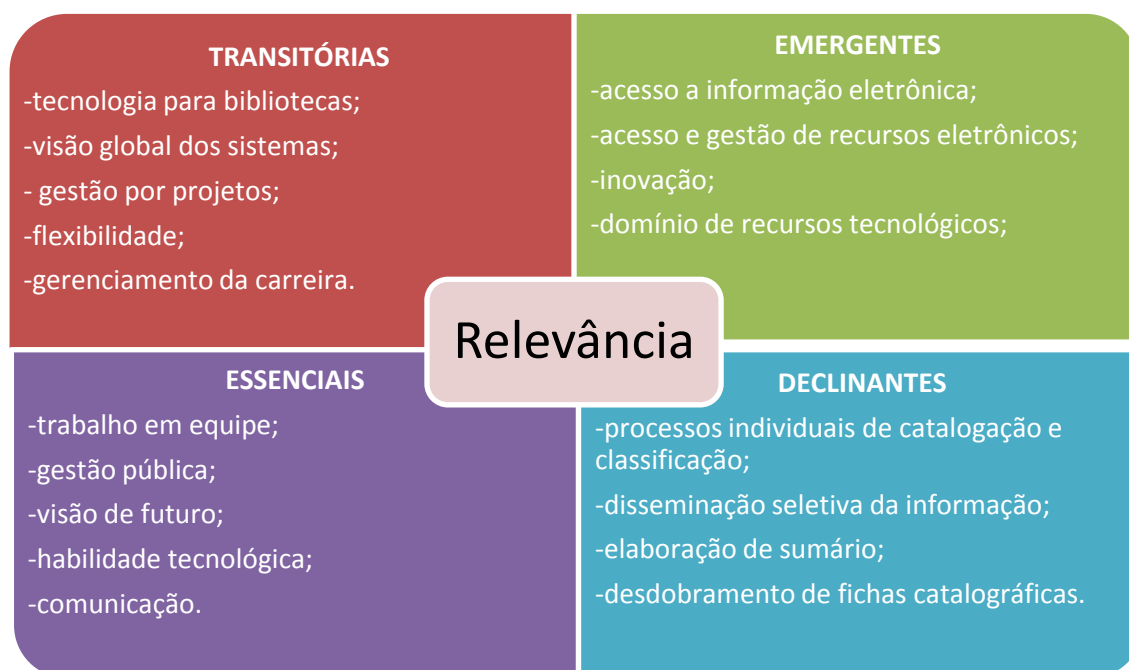 TRANSITÓRIAS
-tecnologia para bibliotecas;
-visão global dos sistemas;
- gestão por projetos;
-flexibilidade;
-gerenciamento da carreira.
EMERGENTES
-acesso a informação eletrônica;
-acesso e gestão de recursos eletrônicos;
-inovação;
-domínio de recursos tecnológicos;
Relevância
ESSENCIAIS
-trabalho em equipe;
-gestão pública;
-visão de futuro;
-habilidade tecnológica;
-comunicação.
DECLINANTES
-processos individuais de catalogação e
classificação;
-disseminação seletiva da informação;
-elaboração de sumário;
-desdobramento de fichas catalográficas.